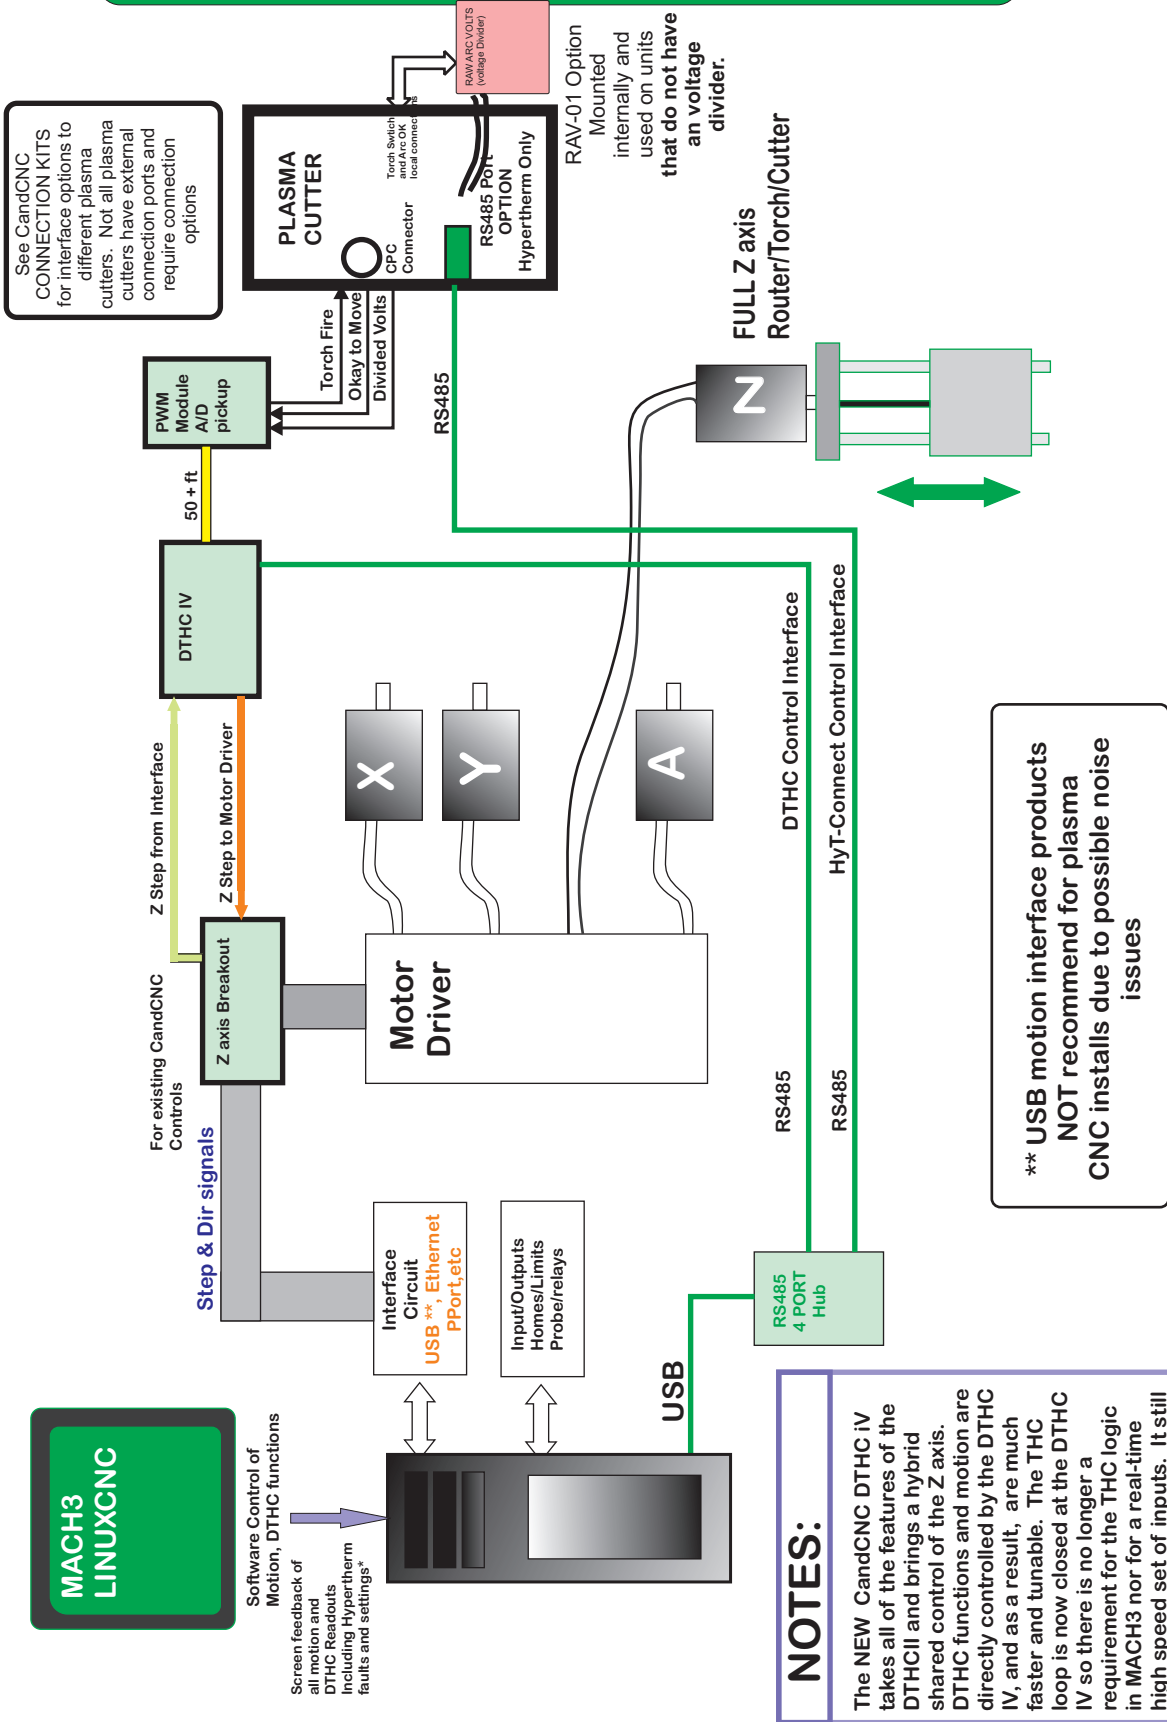 MACH3
LINUXCNC
Software Control of
Motion, DTHC functions
Screen feedback of
all motion and
DTHC Readouts
Including Hypertherm
faults and settings*
For existing CandCNC
Controls
Step & Dir signals
Z axis Breakout
Z Step from Interface
Z Step to Motor Driver
DTHC IV
50 + ft
PWM
Module
A/D
pickup
See CandCNC
CONNECTION KITS
for interface options to
different plasma
cutters. Not all plasma
cutters have external
connection ports and
require connection
options
Torch Fire
Okay to Move
Divided Volts
RS485
PLASMA
CUTTER
CPC
Connector
Torch Swtich
and Arc OK
local connections
RS485 Port
OPTION
Hypertherm Only
RAW ARC VOLTS
(voltage Divider)
RAV-01 Option
Mounted
internally and
used on units
that do not have
an voltage
divider.
Interface
Circuit
USB **, Ethernet
PPort,etc
Input/Outputs
Homes/Limits
Probe/relays
Motor
Driver
X
Y
A
Z
FULL Z axis
Router/Torch/Cutter
USB
RS485
4 PORT
Hub
RS485
RS485
DTHC Control Interface
HyT-Connect Control Interface
NOTES:
The NEW CandCNC DTHC iV
takes all of the features of the
DTHCII and brings a hybrid
shared control of the Z axis.
DTHC functions and motion are
directly controlled by the DTHC
IV, and as a result, are much
faster and tunable. The THC
loop is now closed at the DTHC
IV so there is no longer a
requirement for the THC logic
in MACH3 nor for a real-time
high speed set of inputs. It still
** USB motion interface products
NOT recommend for plasma
CNC installs due to possible noise
issues